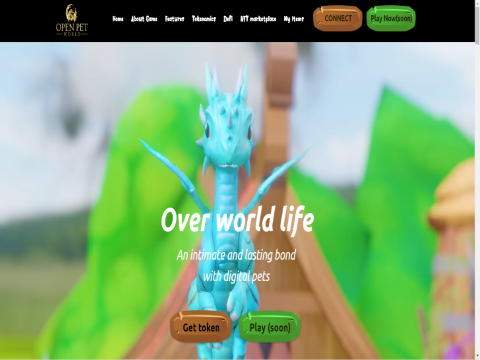 OPEN PET
WORLD
Home About Game Features Tokenomics DeFi NFT marketplace My Items CONNECT Play Now(soon)
Over world life
An intimate and lasting bond
with digital pets
Get token Play (soon)